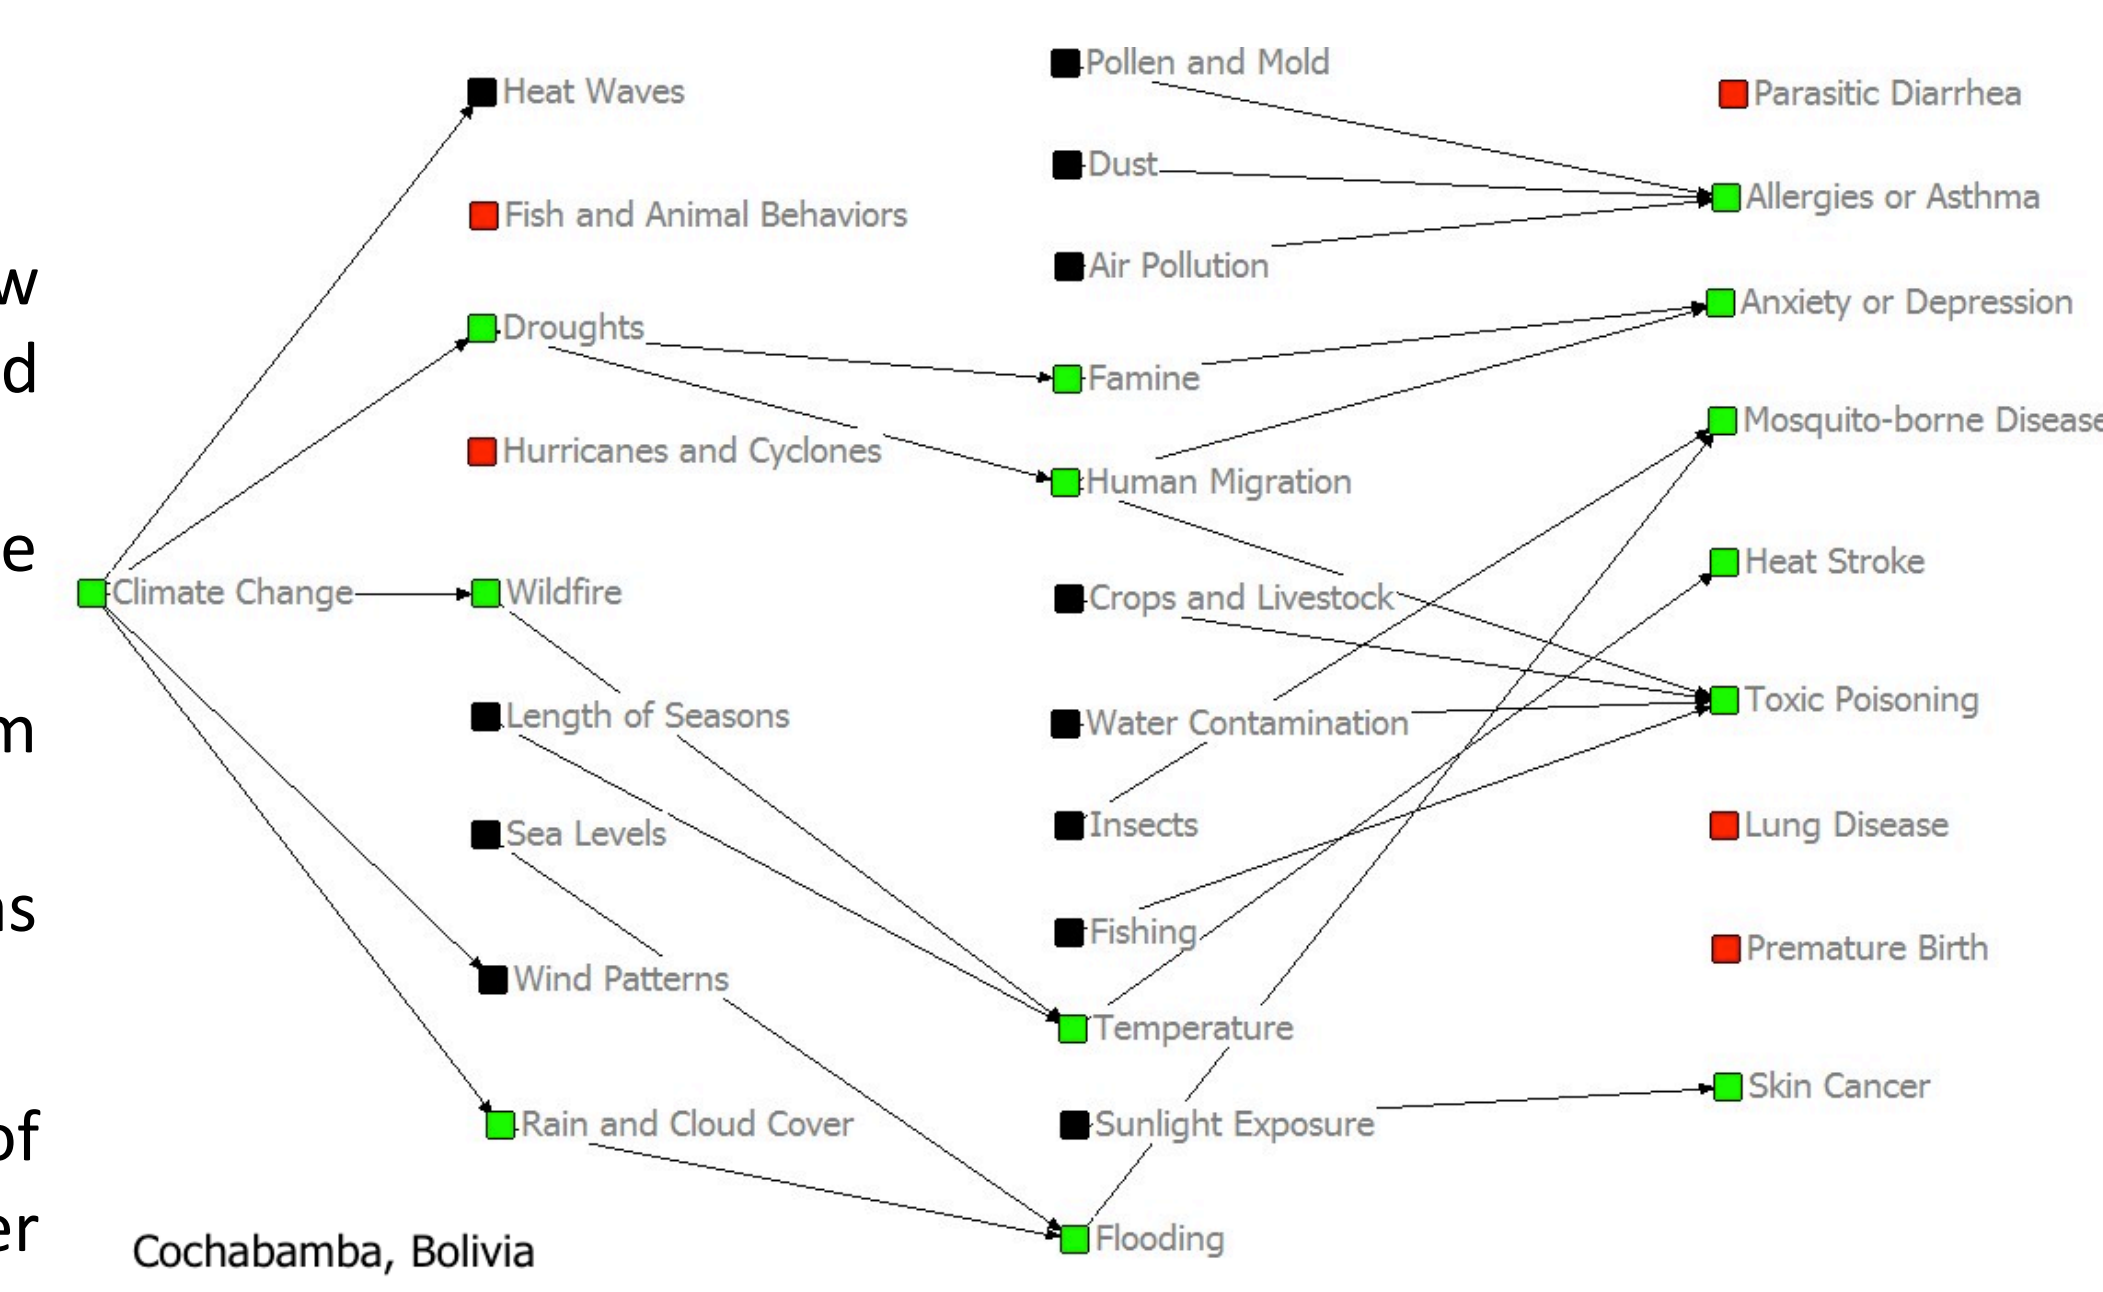 w
d
e
m
ns
of
er
Climate Change
Heat Waves
Fish and Animal Behaviors
Droughts
Hurricanes and Cyclones
Wildfire
Length of Seasons
Sea Levels
Wind Patterns
Rain and Cloud Cover
Pollen and Mold
Dust
Air Pollution
Famine
Human Migration
Crops and Livestock
Water Contamination
Insects
Fishing
Temperature
Sunlight Exposure
Flooding
Parasitic Diarrhea
Allergies or Asthma
Anxiety or Depression
Mosquito-borne Disease
Heat Stroke
Toxic Poisoning
Lung Disease
Premature Birth
Skin Cancer
Cochabamba, Bolivia